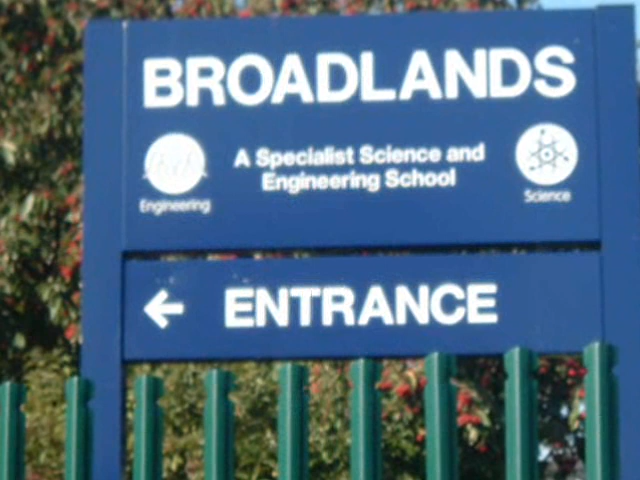 BROADLANDS
A Specialist Science and
Engineering School
Engineering
Science
← ENTRANCE